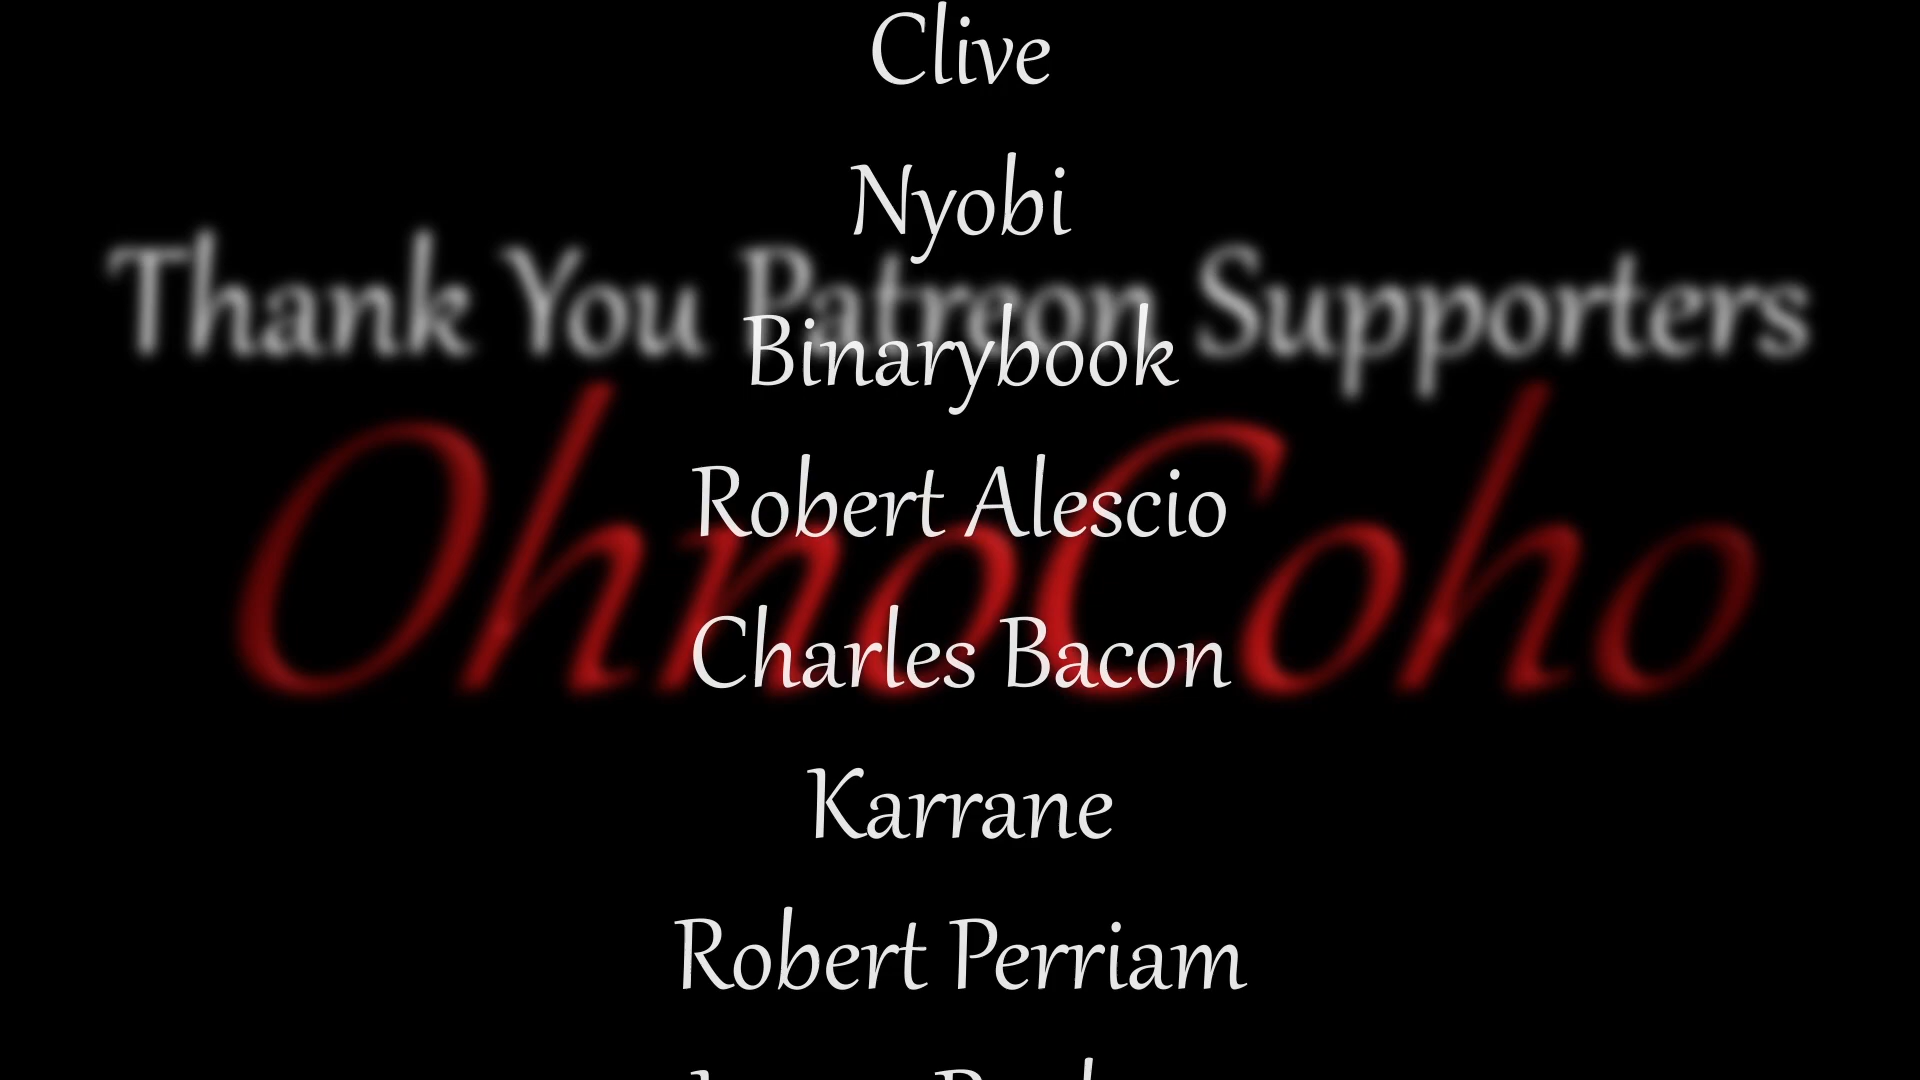 Clive
Nyobi
Thank You Patreon Supporters
Binarybook
OhnoCoho
Robert Alescio
Charles Bacon
Karrane
Robert Perriam